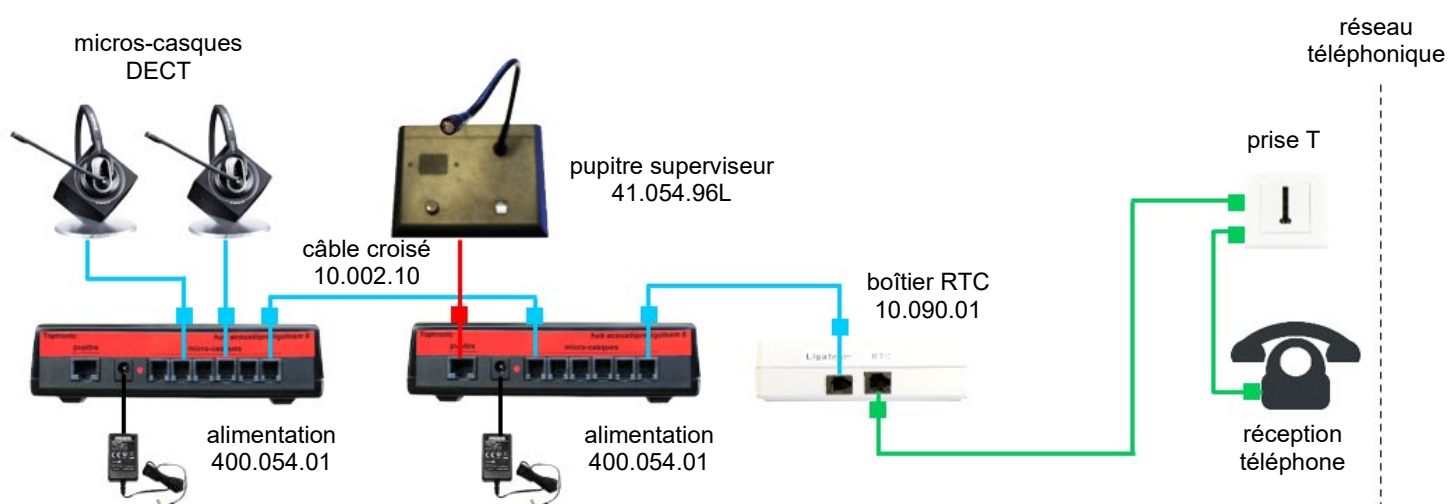 micros-casques
DECT
réseau
téléphonique
prise T
pupitre superviseur
41.054.96L
câble croisé
10.002.10
boîtier RTC
10.090.01
Toptronic
pupitre
micro-casques
Toptronic
pupitre
micro-casques
RTC
alimentation
400.054.01
alimentation
400.054.01
réception
téléphone